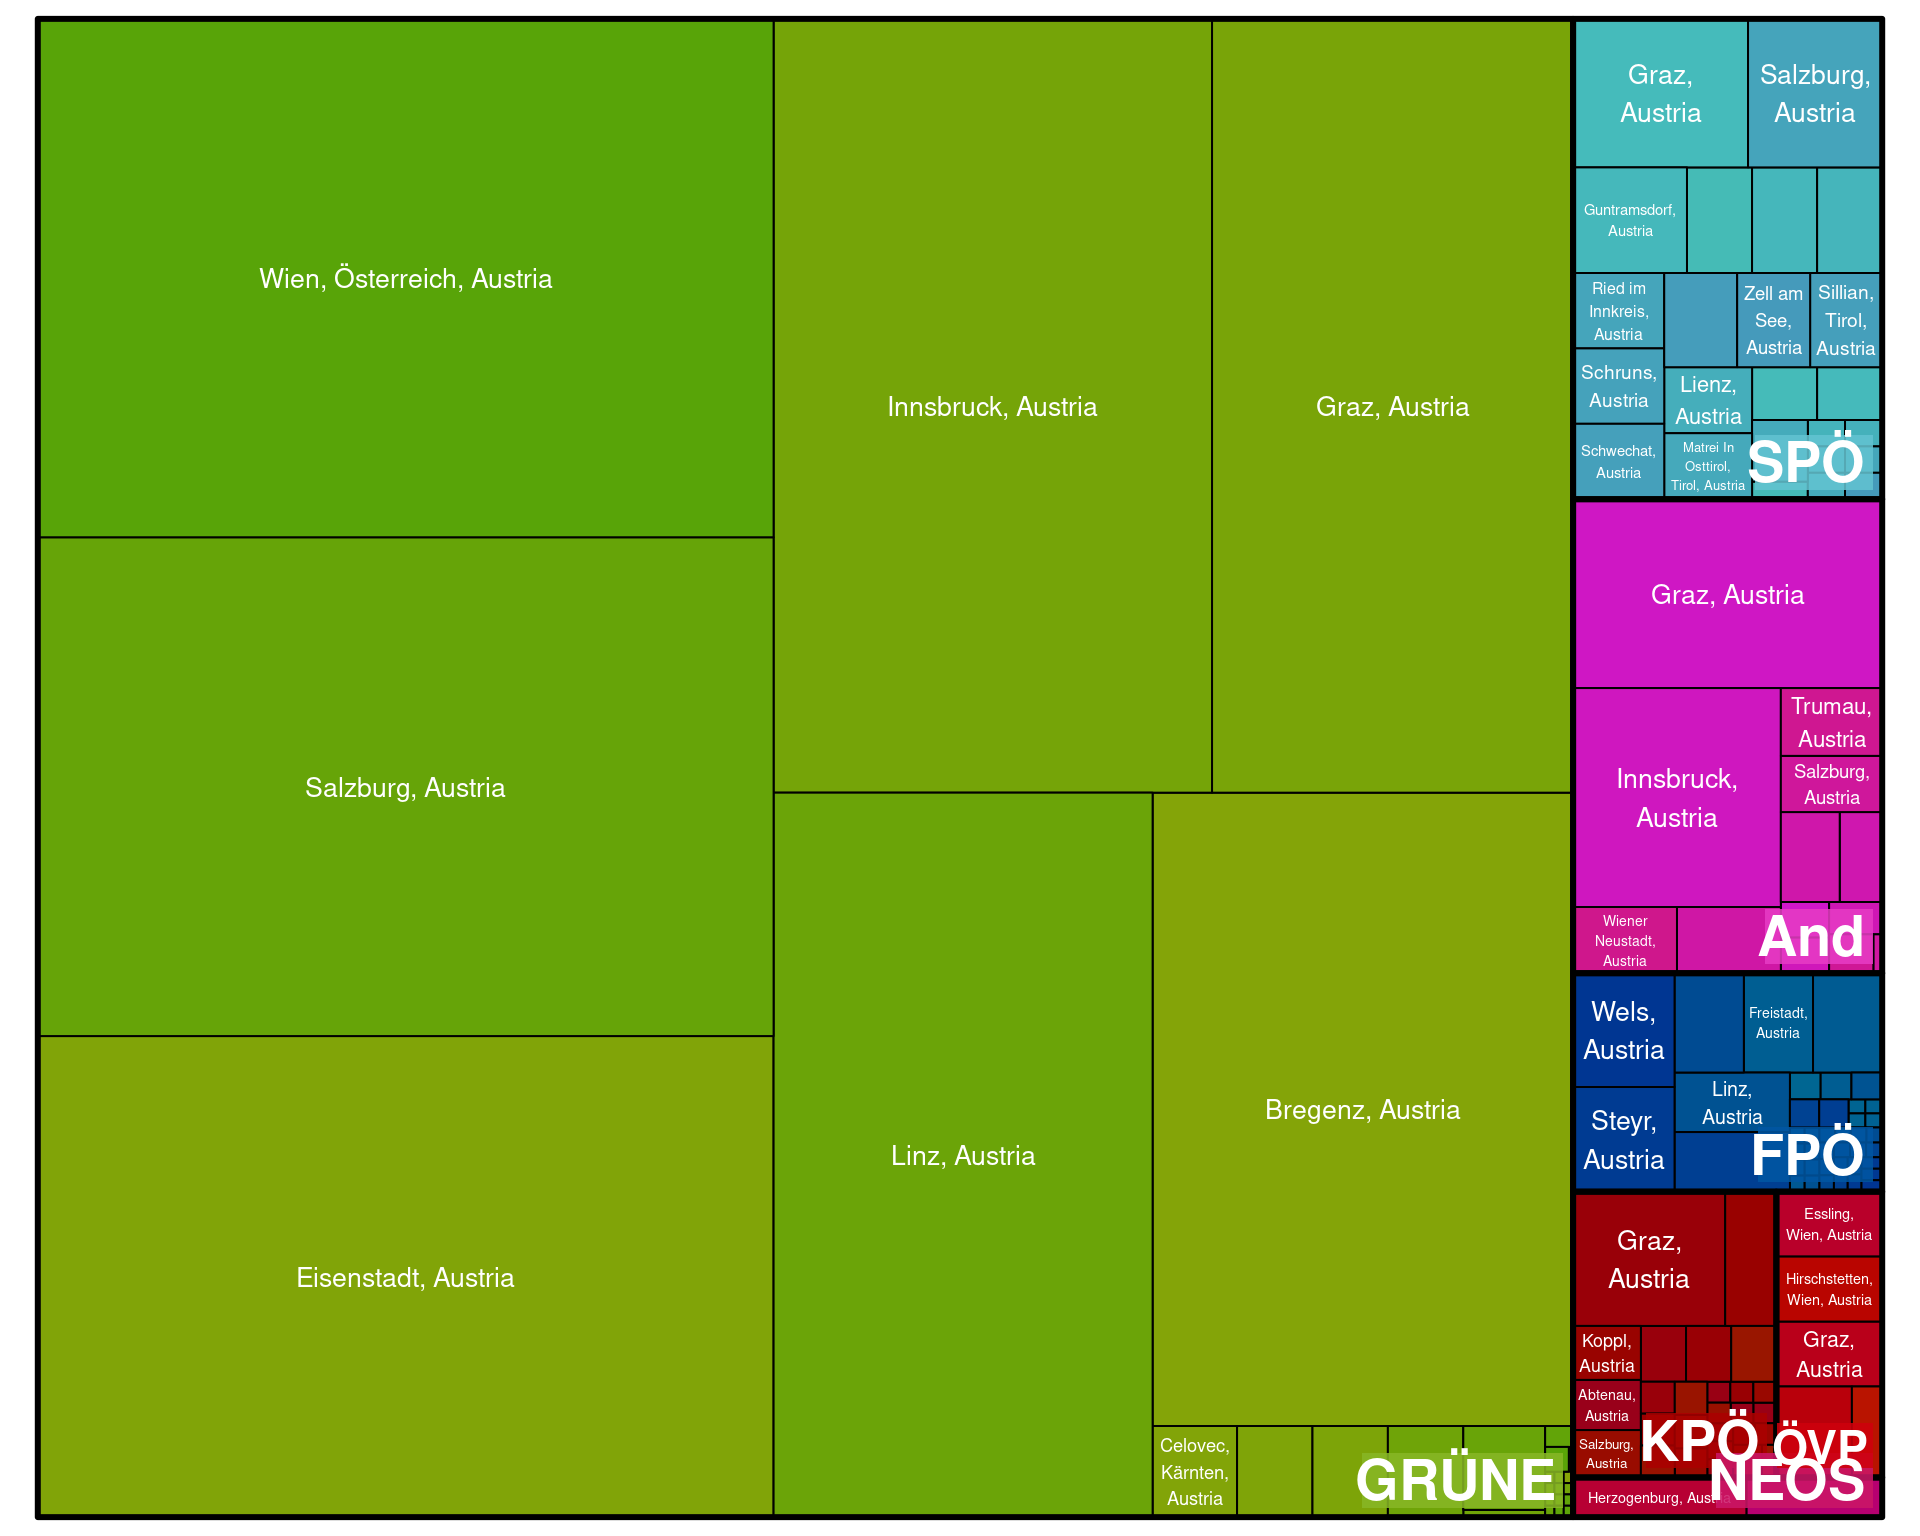 Wien, Österreich, Austria
Salzburg, Austria
Eisenstadt, Austria
Innsbruck, Austria
Graz, Austria
Linz, Austria
Bregenz, Austria
Celovec,
Kärnten,
Austria
GRÜNE
Graz,
Austria
Salzburg,
Austria
Guntramsdorf,
Austria
Ried im
Innkreis,
Austria
Zell am
See,
Austria
Sillian,
Tirol,
Austria
Schruns,
Austria
Lienz,
Austria
Schwechat,
Austria
Matrei In
Osttirol,
Tirol, Austria
SPÖ
Graz, Austria
Innsbruck,
Austria
Trumau,
Austria
Salzburg,
Austria
Wiener
Neustadt,
Austria
And
Wels,
Austria
Freistadt,
Austria
Steyr,
Austria
Linz,
Austria
FPÖ
Graz,
Austria
Koppl,
Austria
Abtenau,
Austria
Salzburg,
Austria
KPÖ
Essling,
Wien, Austria
Hirschstetten,
Wien, Austria
Graz,
Austria
ÖVP
Herzogenburg, Austria
NEOS